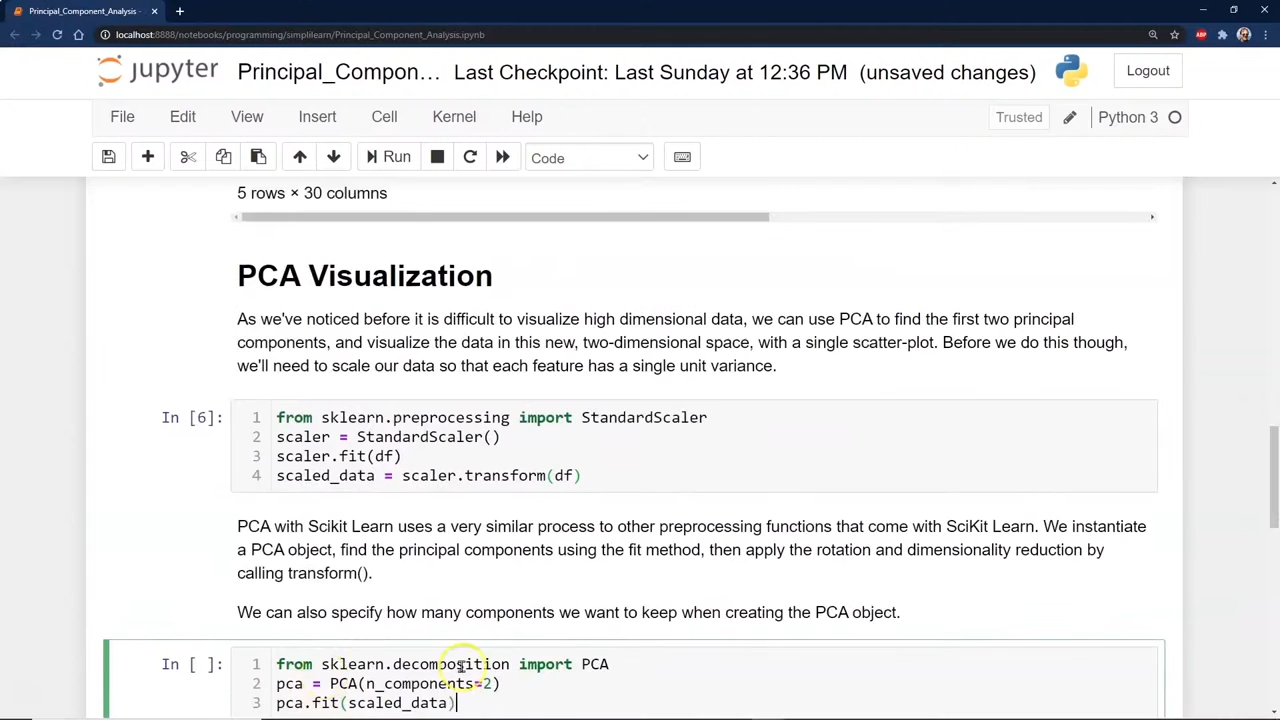 Principal_Component_Analysis -
localhost:8888/notebooks/programming/simplilearn/Principal_Component_Analysis.ipynb
ABP
jupyter Principal_Compon... Last Checkpoint: Last Sunday at 12:36 PM (unsaved changes) Logout
File Edit View Insert Cell Kernel Help Trusted Python 3
Run Code
5 rows × 30 columns
PCA Visualization
As we've noticed before it is difficult to visualize high dimensional data, we can use PCA to find the first two principal
components, and visualize the data in this new, two-dimensional space, with a single scatter-plot. Before we do this though,
we'll need to scale our data so that each feature has a single unit variance.
In [6]: 1 from sklearn.preprocessing import StandardScaler
2 scaler = StandardScaler()
3 scaler.fit(df)
4 scaled_data = scaler.transform(df)
PCA with Scikit Learn uses a very similar process to other preprocessing functions that come with SciKit Learn. We instantiate
a PCA object, find the principal components using the fit method, then apply the rotation and dimensionality reduction by
calling transform().
We can also specify how many components we want to keep when creating the PCA object.
In [ ]: 1 from sklearn.decomposition import PCA
2 pca = PCA(n_components=2)
3 pca.fit(scaled_data)